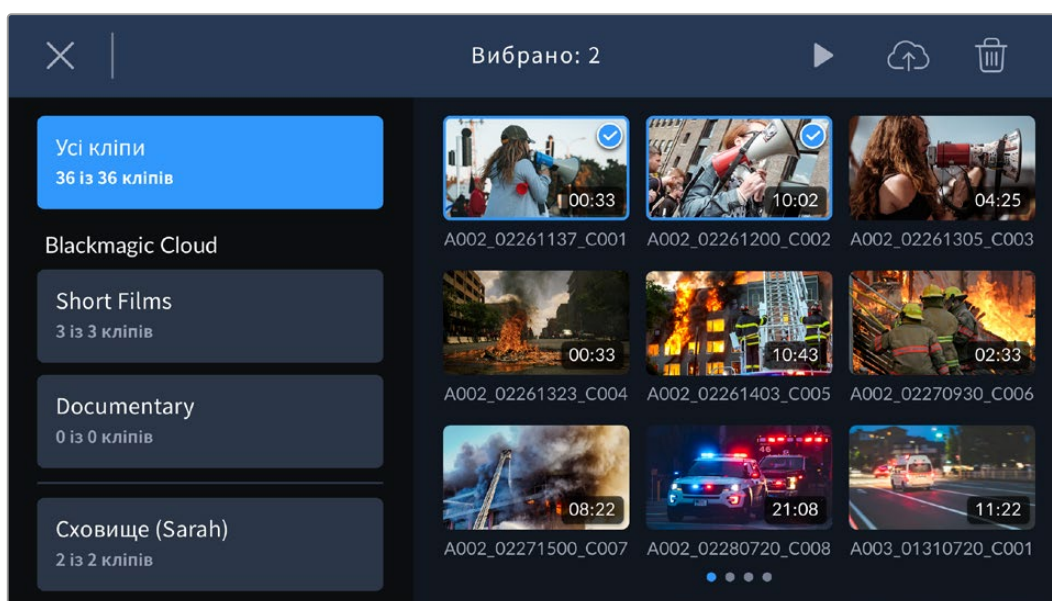 Вибрано: 2
Усі кліпи
36 із 36 кліпів
Blackmagic Cloud
Short Films
3 із 3 кліпів
Documentary
0 із 0 кліпів
Сховище (Sarah)
2 із 2 кліпів
00:33 10:02 04:25
A002_02261137_C001 A002_02261200_C002 A002_02261305_C003
00:33 10:43 02:33
A002_02261323_C004 A002_02261403_C005 A002_02270930_C006
46
08:22 21:08 11:22
A002_02271500_C007 A002_02280720_C008 A003_01310720_C001